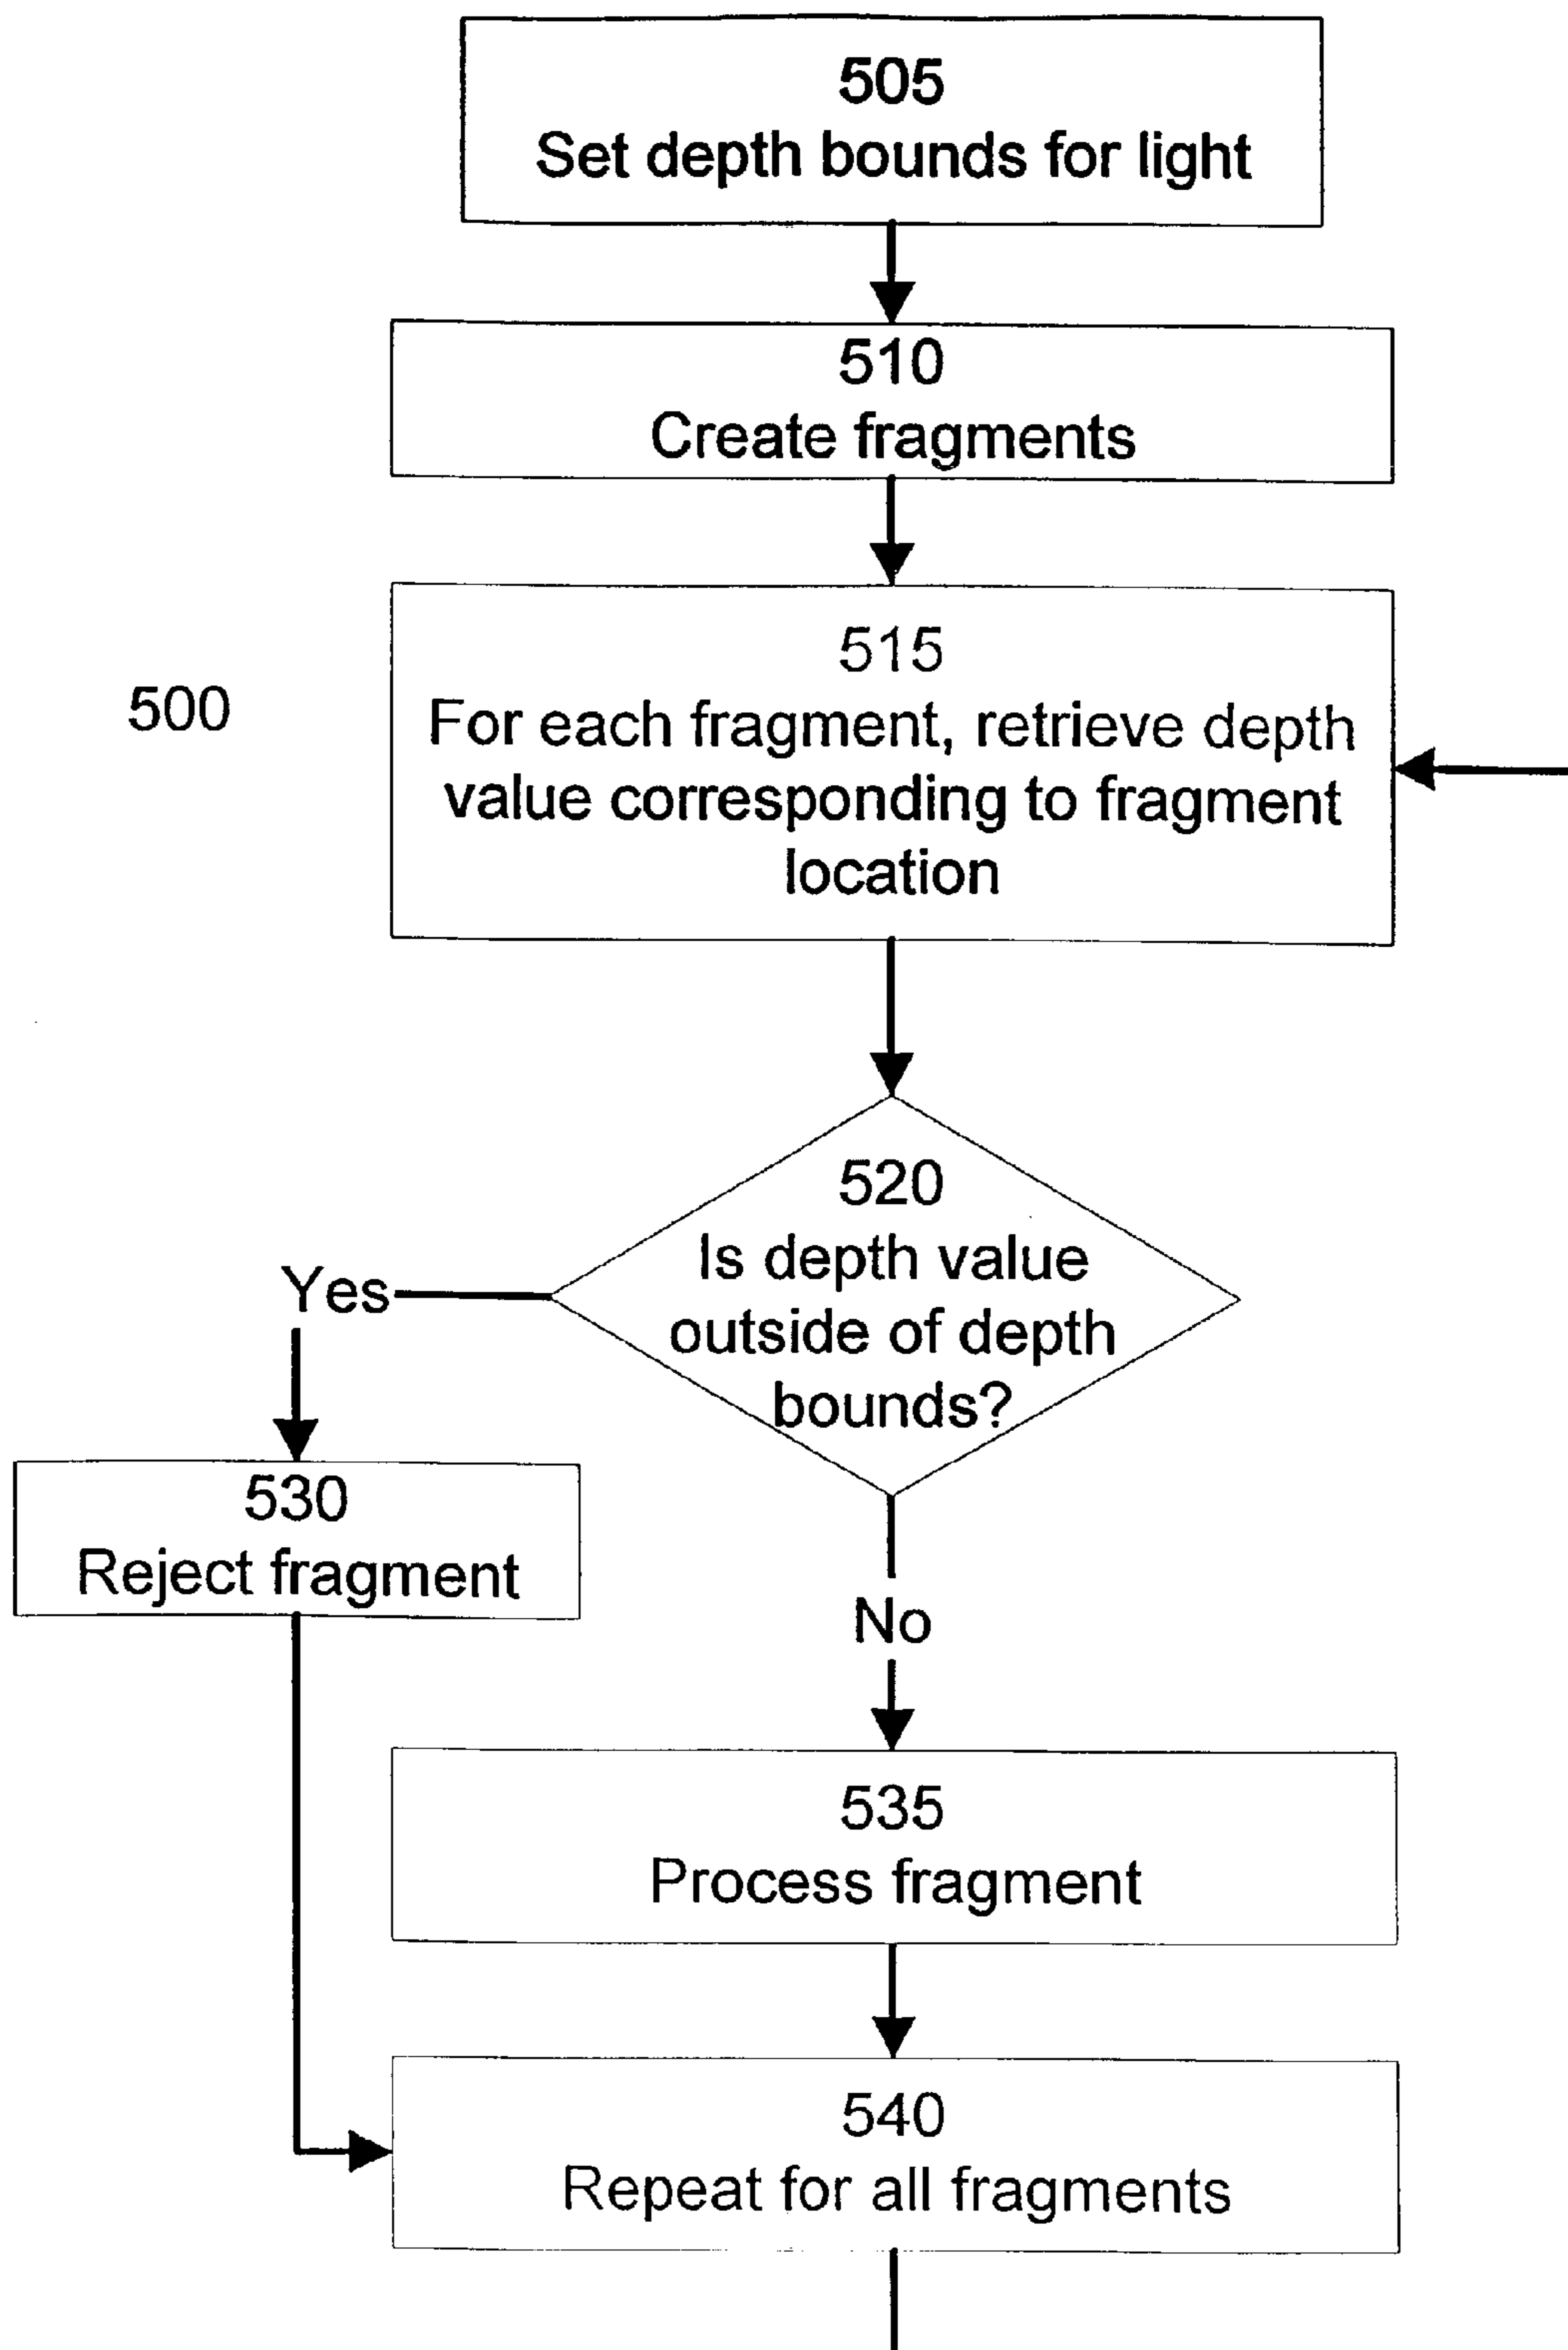 505
Set depth bounds for light
510
Create fragments
515
For each fragment, retrieve depth
value corresponding to fragment
location
500
520
Is depth value
outside of depth
bounds?
Yes
530
Reject fragment
No
535
Process fragment
540
Repeat for all fragments